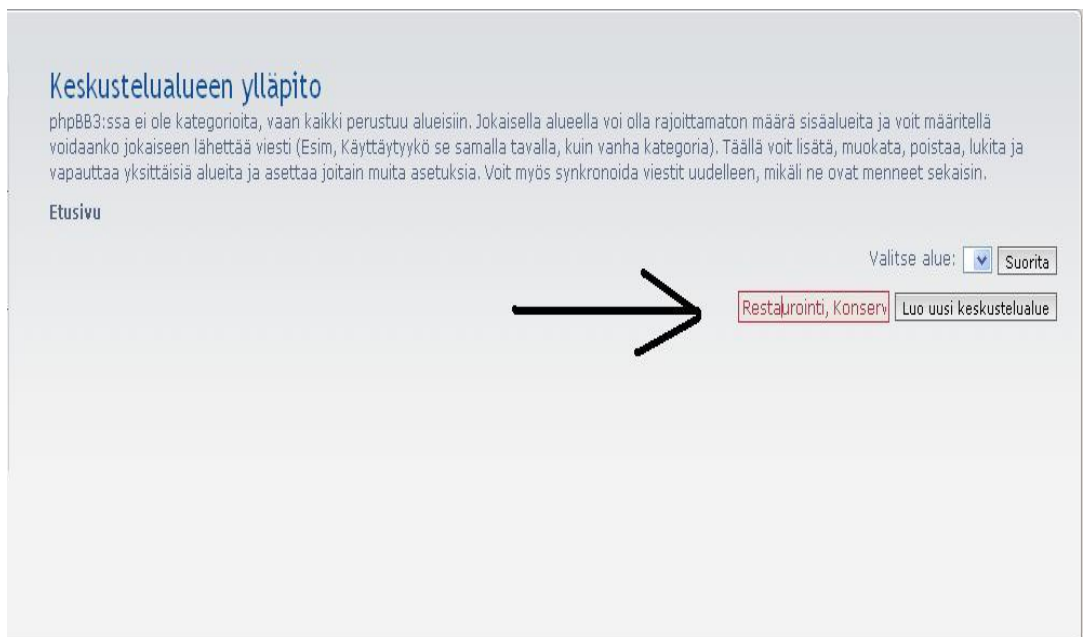 Keskustelualueen ylläpito
phpBB3:ssa ei ole kategorioita, vaan kaikki perustuu alueisiin. Jokaisella alueella voi olla rajoittamaton määrä sisäalueita ja voit määritellä
voidaanko jokaiseen lähettää viesti (Esim, Käyttäytyykö se samalla tavalla, kuin vanha kategoria). Täällä voit lisätä, muokata, poistaa, lukita ja
vapauttaa yksittäisiä alueita ja asettaa joitain muita asetuksia. Voit myös synkronoida viestit uudelleen, mikäli ne ovat menneet sekaisin.
Etusivu
Valitse alue: Suorita
Restaurointi, Konserv Luo uusi keskustelualue